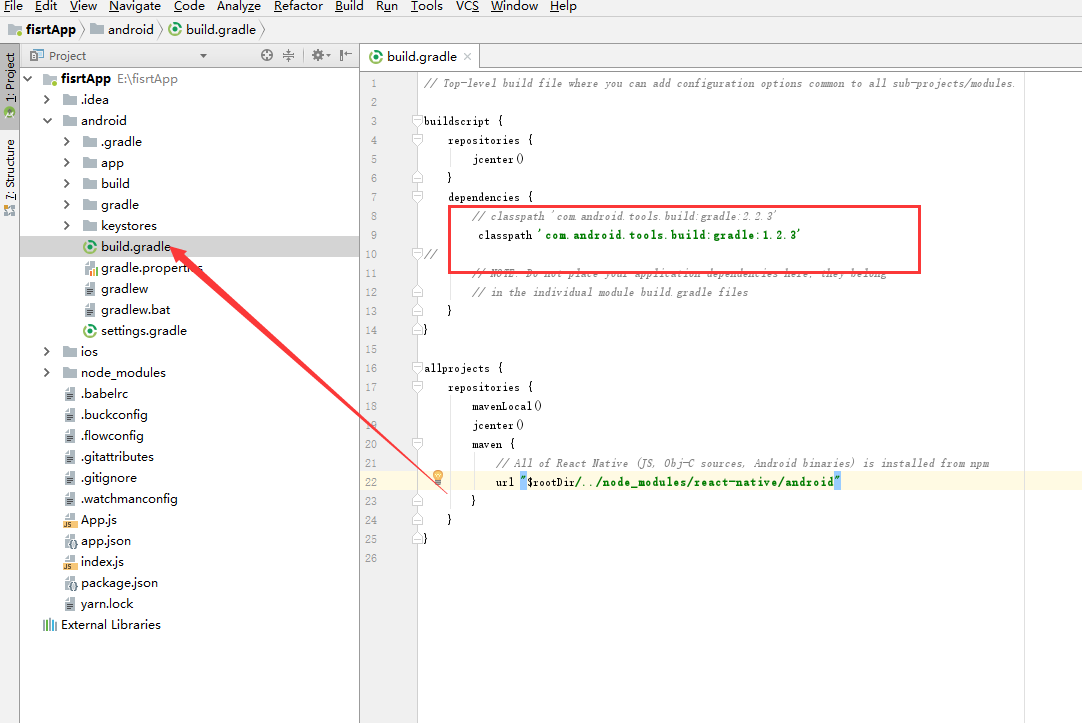 File Edit View Navigate Code Analyze Refactor Build Run Tools VCS Window Help
fisrtApp android build.gradle
1: Project
7: Structure
Project
fisrtApp E:\fisrtApp
.idea
android
.gradle
app
build
gradle
keystores
build.gradle
gradle.properties
gradlew
gradlew.bat
settings.gradle
ios
node_modules
.babelrc
.buckconfig
.flowconfig
.gitattributes
.gitignore
.watchmanconfig
App.js
app.json
index.js
package.json
yarn.lock
External Libraries
build.gradle
1 // Top-level build file where you can add configuration options common to all sub-projects/modules.
2
3 buildscript {
4 repositories {
5 jcenter()
6 }
7 dependencies {
8 // classpath 'com.android.tools.build:gradle:2.2.3'
9 classpath 'com.android.tools.build:gradle:1.2.3'
10 //
11 // NOTE: Do not place your application dependencies here; they belong
12 // in the individual module build.gradle files
13 }
14 }
15
16 allprojects {
17 repositories {
18 mavenLocal()
19 jcenter()
20 maven {
21 // All of React Native (JS, Obj-C sources, Android binaries) is installed from npm
22 url "$rootDir/../node_modules/react-native/android"
23 }
24 }
25 }
26